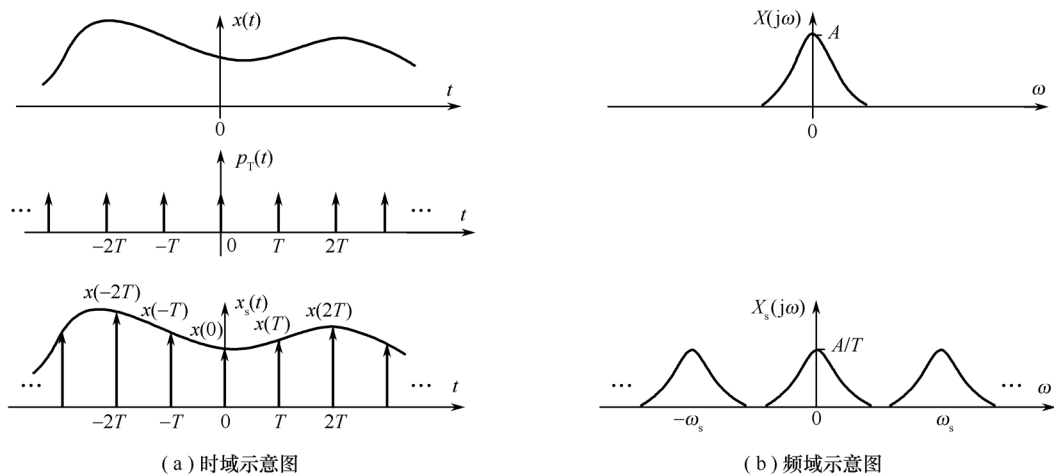 x(t)
t
0
p_T(t)
... ...
t
−2T −T 0 T 2T
x(−2T) x(−T) x(0) x_s(t) x(T) x(2T)
... ...
t
−2T −T 0 T 2T
(a)时域示意图
X(jω)
A
ω
0
X_s(jω)
A/T
... ...
ω
−ω_s 0 ω_s
(b)频域示意图